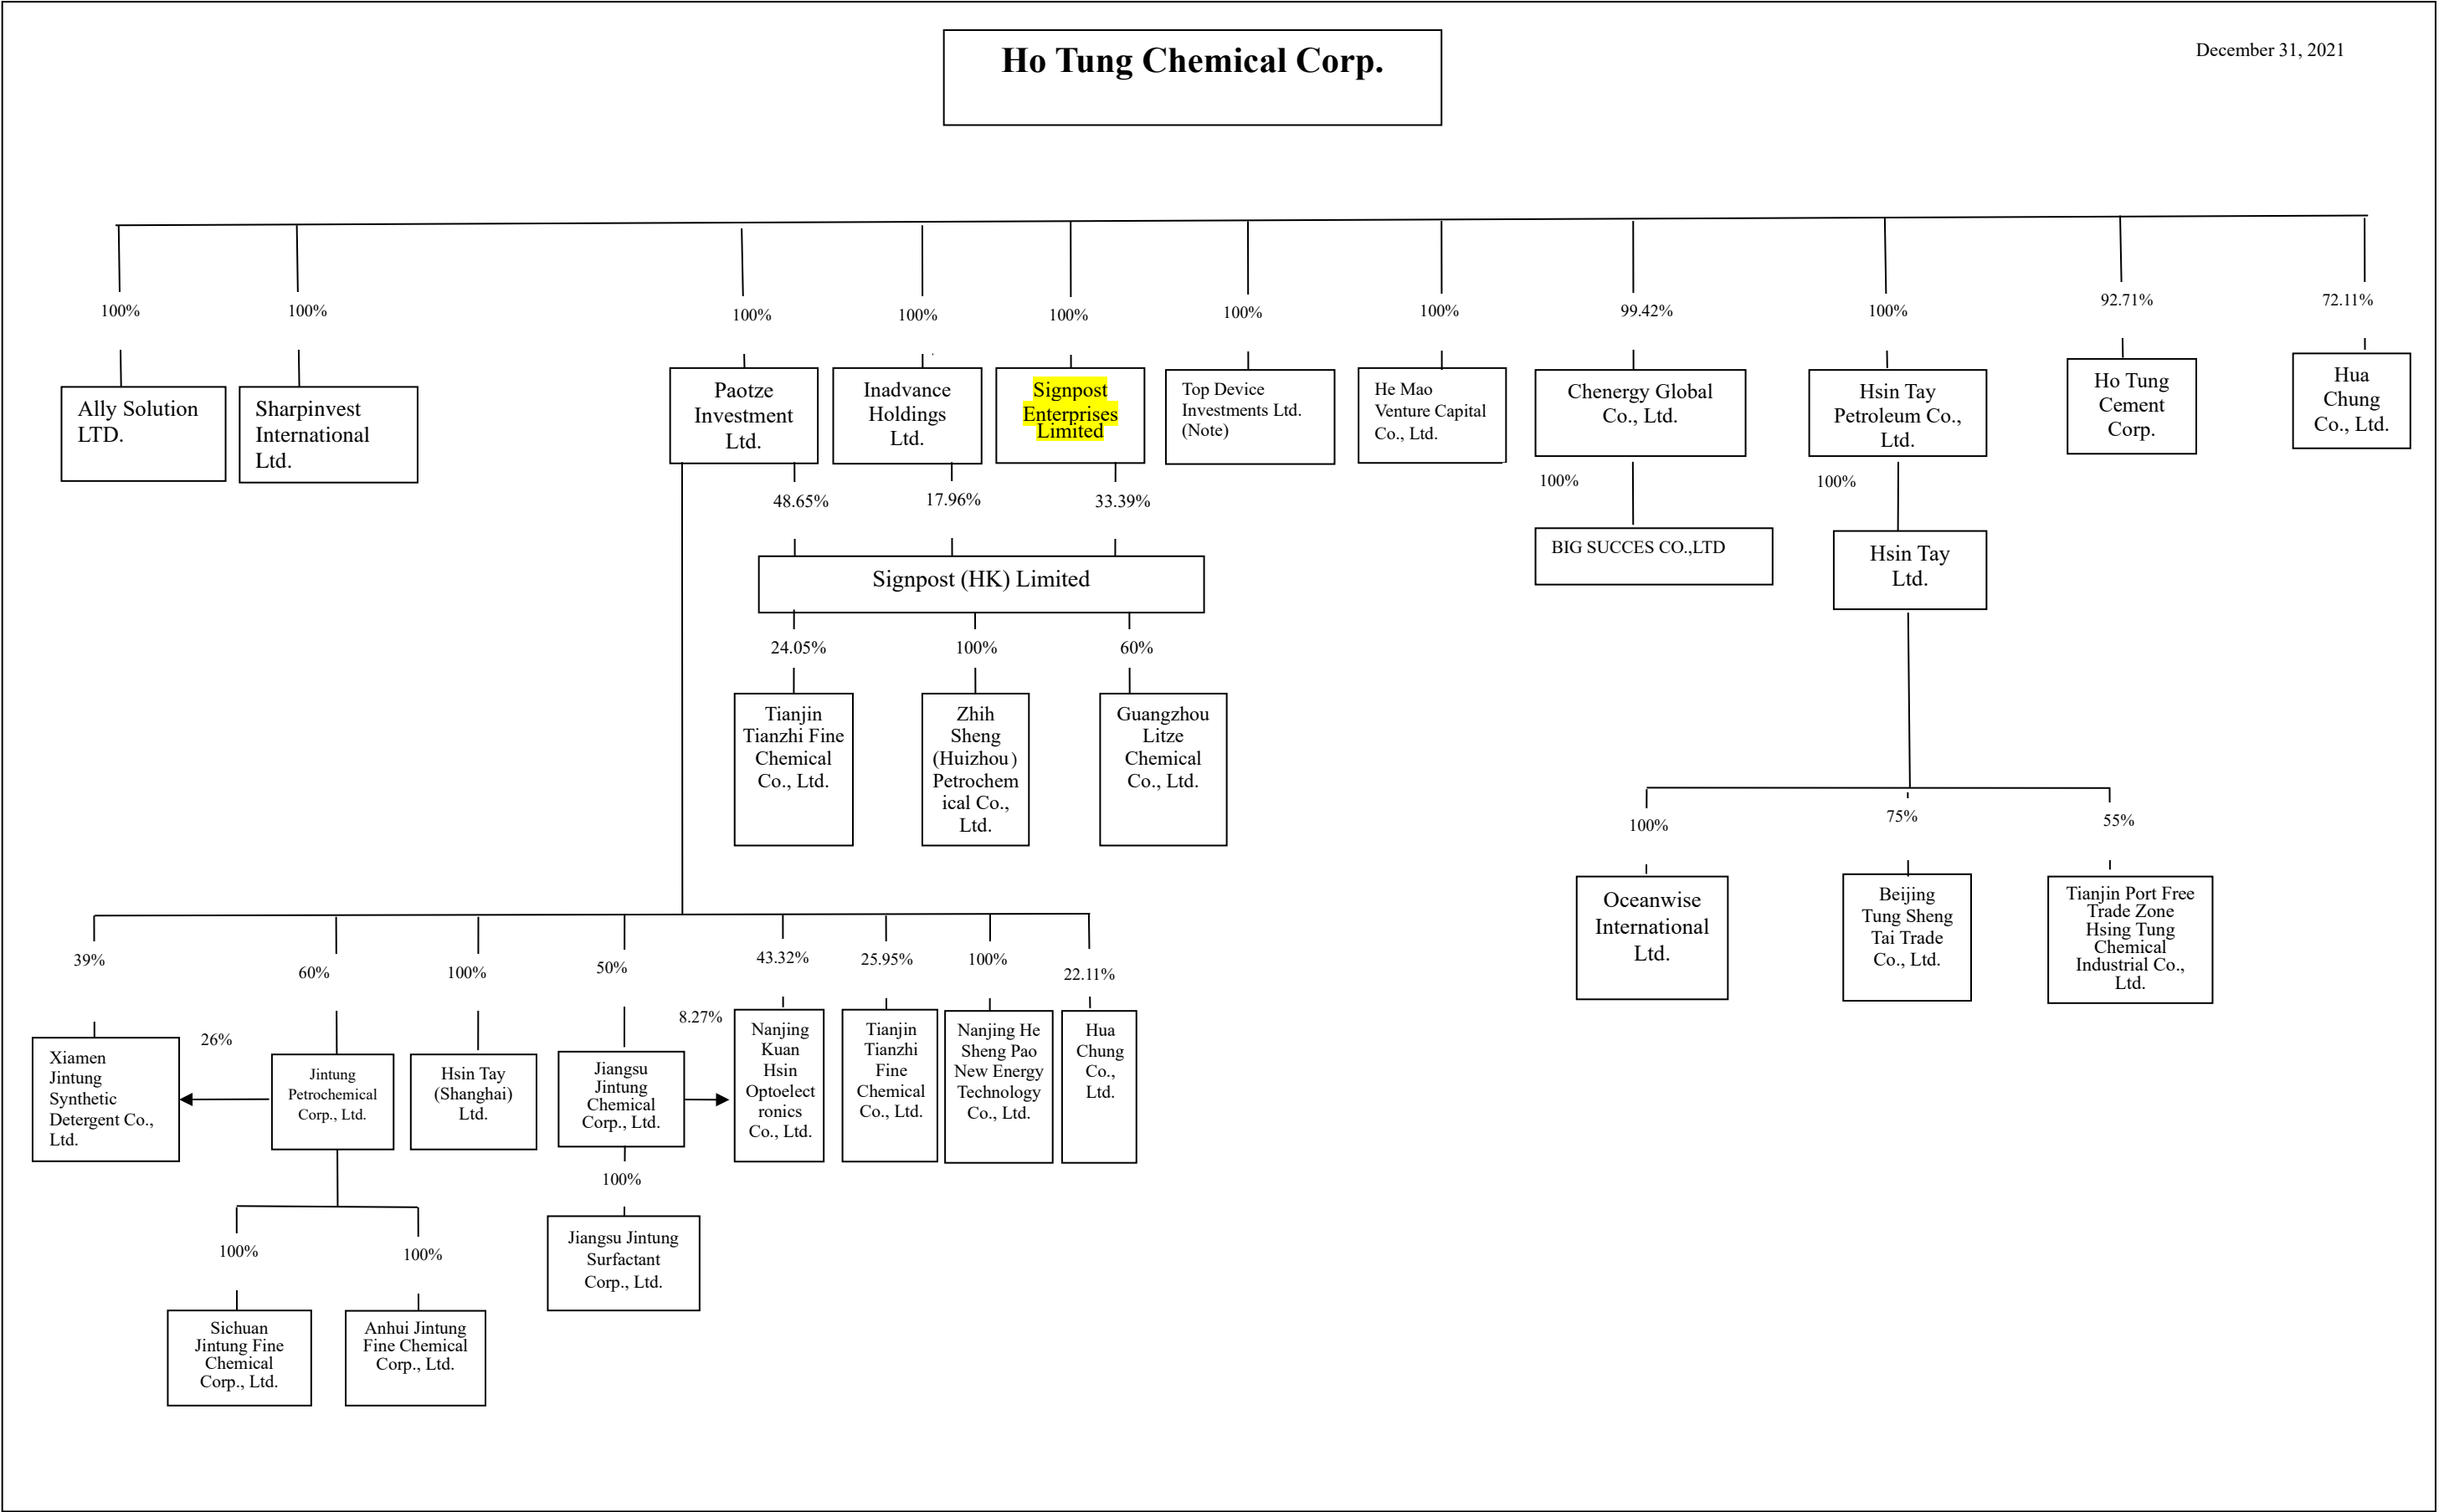 Ho Tung Chemical Corp.
December 31, 2021
100%
100%
100%
100%
100%
100%
100%
99.42%
100%
92.71%
72.11%
Ally Solution
LTD.
Sharpinvest
International
Ltd.
Paotze
Investment
Ltd.
Inadvance
Holdings
Ltd.
Signpost
Enterprises
Limited
Top Device
Investments Ltd.
(Note)
He Mao
Venture Capital
Co., Ltd.
Chenergy Global
Co., Ltd.
Hsin Tay
Petroleum Co.,
Ltd.
Ho Tung
Cement
Corp.
Hua
Chung
Co., Ltd.
48.65%
17.96%
33.39%
100%
100%
Signpost (HK) Limited
BIG SUCCES CO.,LTD
Hsin Tay
Ltd.
24.05%
100%
60%
Tianjin
Tianzhi Fine
Chemical
Co., Ltd.
Zhih
Sheng
(Huizhou)
Petrochem
ical Co.,
Ltd.
Guangzhou
Litze
Chemical
Co., Ltd.
100%
75%
55%
Oceanwise
International
Ltd.
Beijing
Tung Sheng
Tai Trade
Co., Ltd.
Tianjin Port Free
Trade Zone
Hsing Tung
Chemical
Industrial Co.,
Ltd.
39%
60%
100%
50%
43.32%
25.95%
100%
22.11%
26%
8.27%
Xiamen
Jintung
Synthetic
Detergent Co.,
Ltd.
Jintung
Petrochemical
Corp., Ltd.
Hsin Tay
(Shanghai)
Ltd.
Jiangsu
Jintung
Chemical
Corp., Ltd.
Nanjing
Kuan
Hsin
Optoelect
ronics
Co., Ltd.
Tianjin
Tianzhi
Fine
Chemical
Co., Ltd.
Nanjing He
Sheng Pao
New Energy
Technology
Co., Ltd.
Hua
Chung
Co.,
Ltd.
100%
100%
100%
Jiangsu Jintung
Surfactant
Corp., Ltd.
Sichuan
Jintung Fine
Chemical
Corp., Ltd.
Anhui Jintung
Fine Chemical
Corp., Ltd.